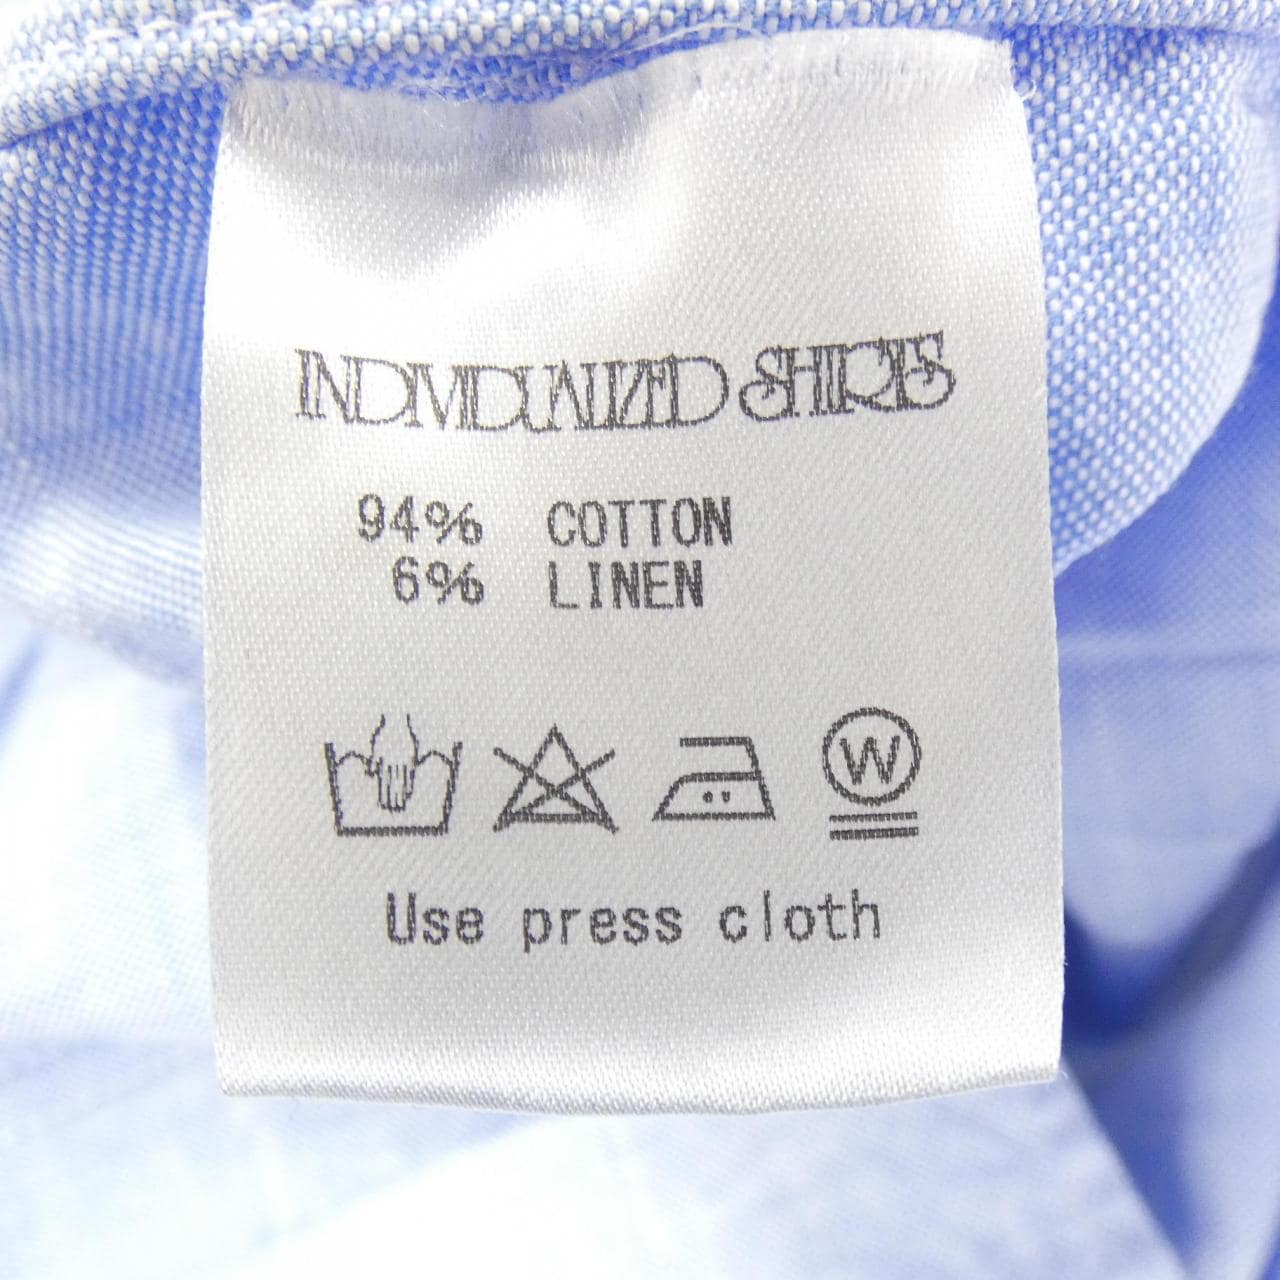 INDIVIDUALIZED SHIRTS
94% COTTON
6% LINEN
W
Use press cloth